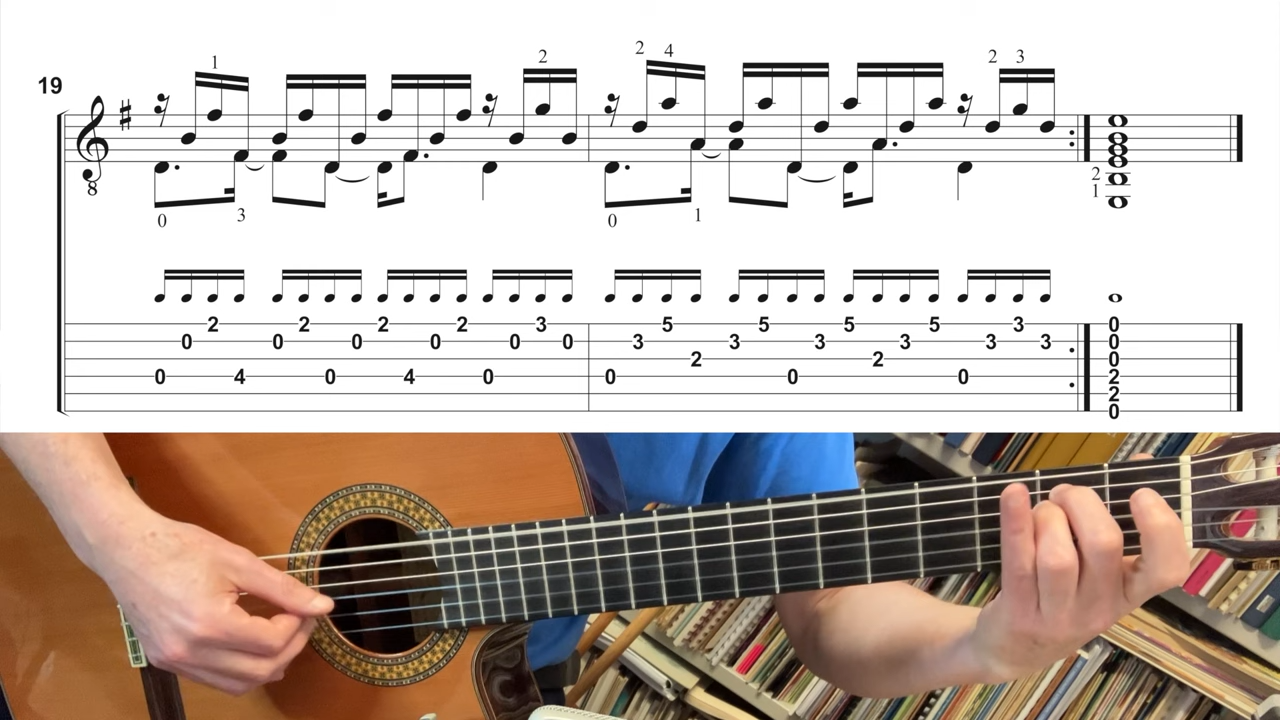 2 4 2 3
19 1 2
8 2
0 3 0 1 1
2 2 2 2 3 5 5 5 5 3 0
0 0 0 0 0 0 3 3 3 3 3 3 0
2 2 0
0 4 0 4 0 0 0 0 2
2
0